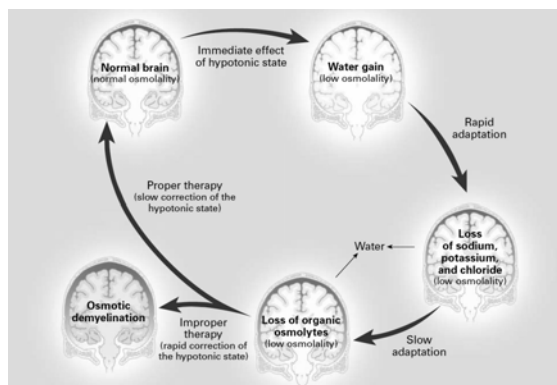 Normal brain
(normal osmolality)
Immediate effect
of hypotonic state
Water gain
(low osmolality)
Rapid
adaptation
Loss
of sodium,
potassium,
and chloride
(low osmolality)
Water
Slow
adaptation
Loss of organic
osmolytes
(low osmolality)
Proper therapy
(slow correction of the
hypotonic state)
Improper
therapy
(rapid correction of
the hypotonic state)
Osmotic
demyelination